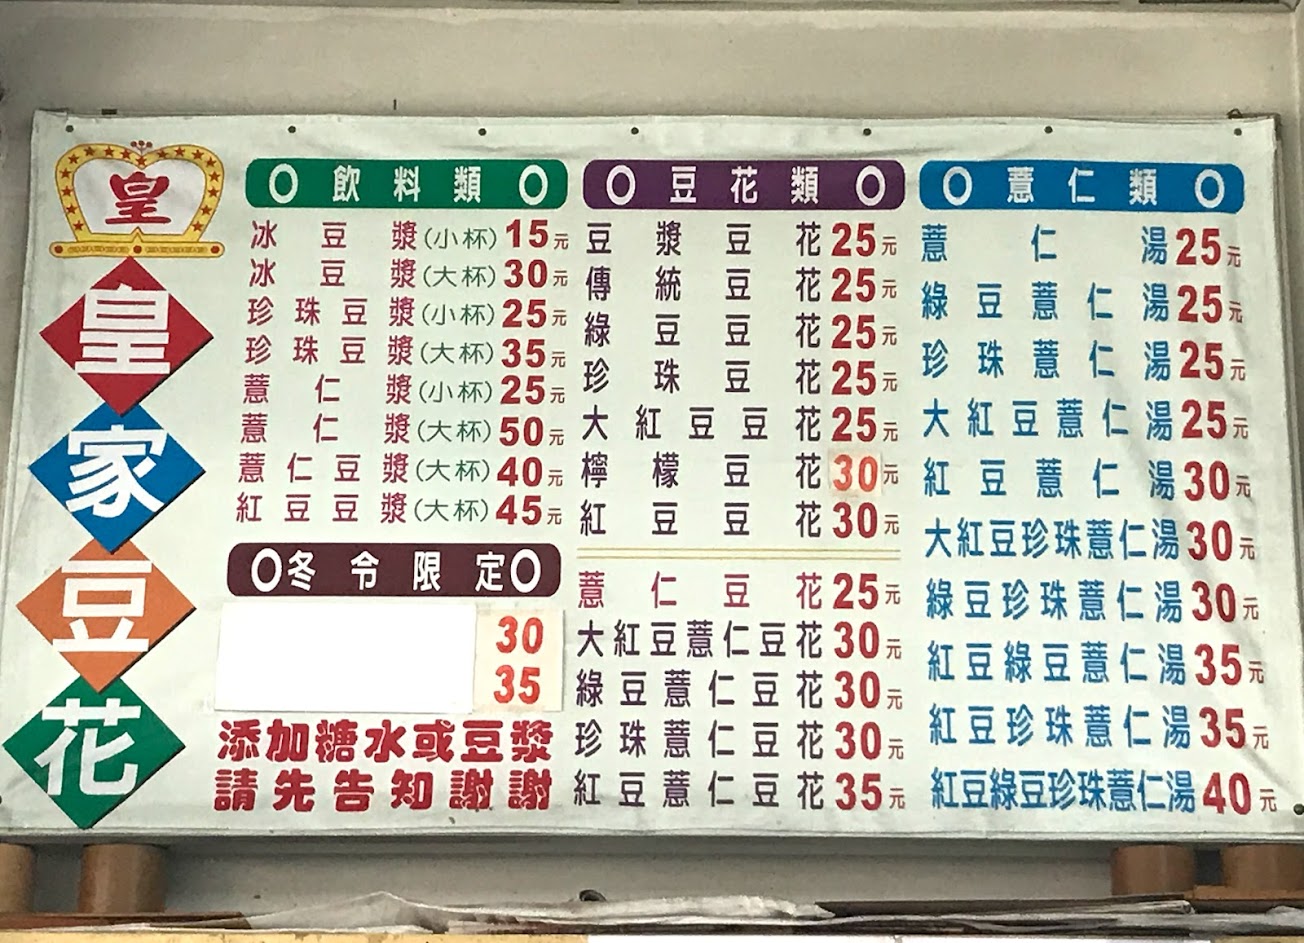 皇
皇家豆花
飲料類
冰豆漿(小杯)15元
冰豆漿(大杯)30元
珍珠豆漿(小杯)25元
珍珠豆漿(大杯)35元
薏仁漿(小杯)25元
薏仁漿(大杯)50元
薏仁豆漿(大杯)40元
紅豆豆漿(大杯)45元
冬令限定
30
35
添加糖水或豆漿
請先告知謝謝
豆花類
豆漿豆花25元
傳統豆花25元
綠豆豆花25元
珍珠豆花25元
大紅豆豆花25元
檸檬豆花30元
紅豆豆花30元
薏仁豆花25元
大紅豆薏仁豆花30元
綠豆薏仁豆花30元
珍珠薏仁豆花30元
紅豆薏仁豆花35元
薏仁類
薏仁湯25元
綠豆薏仁湯25元
珍珠薏仁湯25元
大紅豆薏仁湯25元
紅豆薏仁湯30元
大紅豆珍珠薏仁湯30元
綠豆珍珠薏仁湯30元
紅豆綠豆薏仁湯35元
紅豆珍珠薏仁湯35元
紅豆綠豆珍珠薏仁湯40元